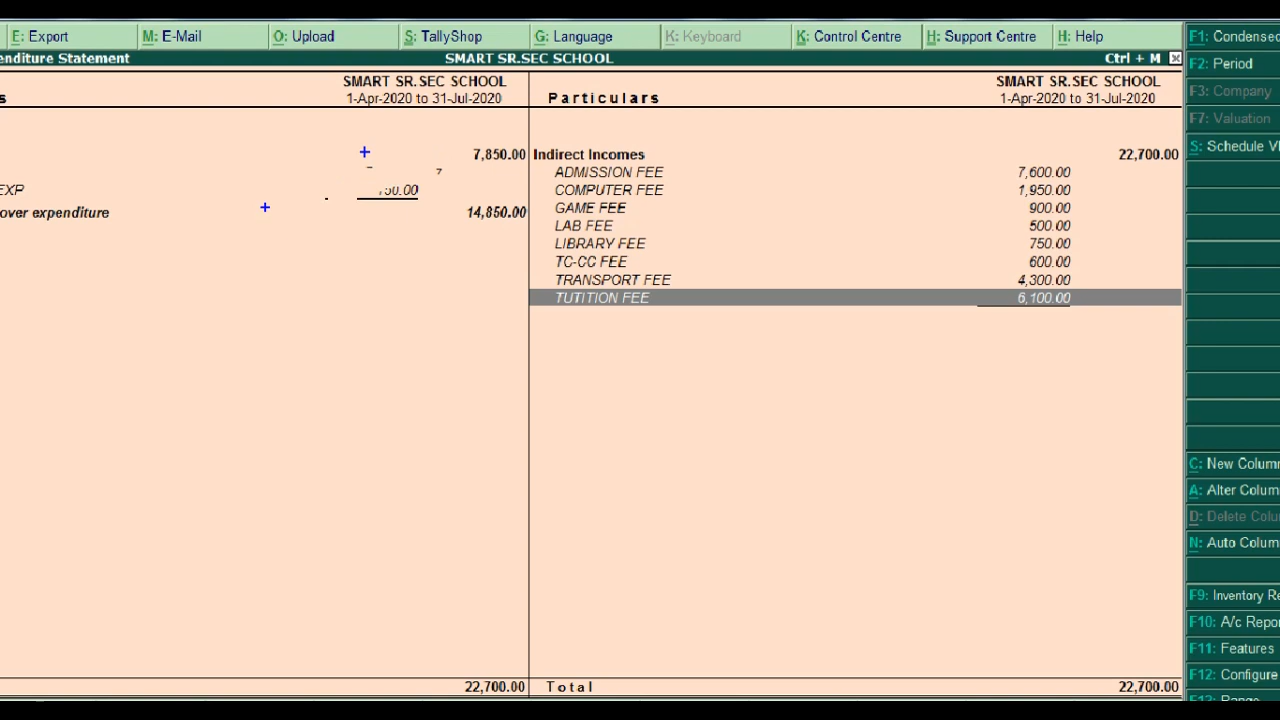 E: Export M: E-Mail O: Upload S: TallyShop G: Language K: Keyboard K: Control Centre H: Support Centre H: Help
enditure Statement SMART SR.SEC SCHOOL Ctrl + M
s SMART SR.SEC SCHOOL 1-Apr-2020 to 31-Jul-2020
7,850.00
EXP
over expenditure 14,850.00
22,700.00
Particulars SMART SR.SEC SCHOOL 1-Apr-2020 to 31-Jul-2020
Indirect Incomes 22,700.00
ADMISSION FEE 7,600.00
COMPUTER FEE 1,950.00
GAME FEE 900.00
LAB FEE 500.00
LIBRARY FEE 750.00
TC-CC FEE 600.00
TRANSPORT FEE 4,300.00
TUTITION FEE 6,100.00
Total 22,700.00
F1: Condensed
F2: Period
F3: Company
F7: Valuation
S: Schedule VI
C: New Column
A: Alter Colum
D: Delete Colu
N: Auto Colum
F9: Inventory Re
F10: A/c Repo
F11: Features
F12: Configure